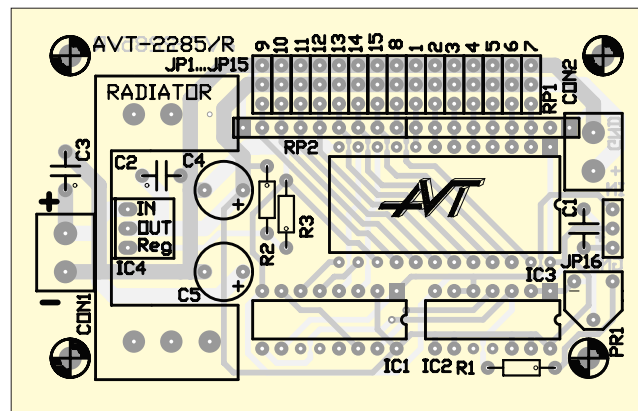 AVT-2285/R
JP1...JP15
9 10 11 12 13 14 15 8 1 2 3 4 5 6 7
RADIATOR
RP1
CON2
RP2
C3
C2
C4
+
IN
OUT
Reg
IC4
+
-
CON1
C5
+
R2
R3
AVT
C1
JP16
IC3
IC1
IC2
R1
PR1